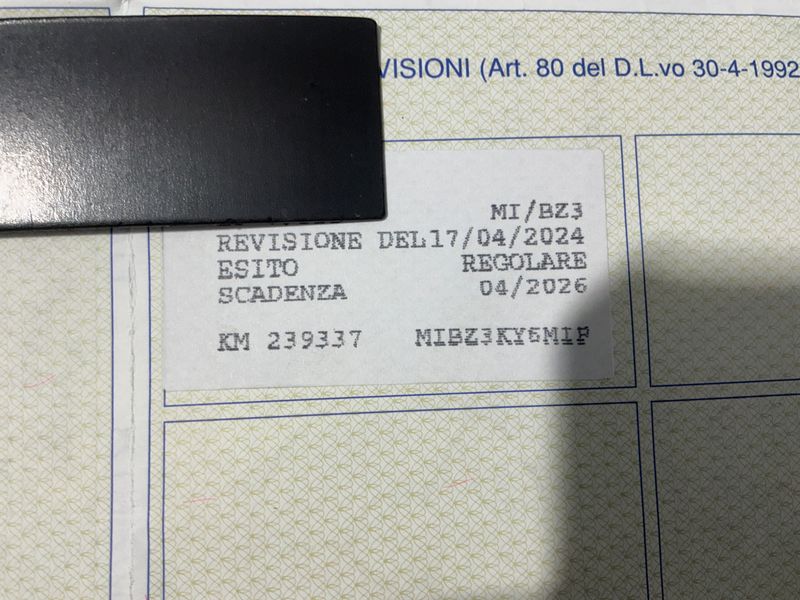 VISIONI (Art. 80 del D.L.vo 30-4-1992
MI/BZ3
REVISIONE DEL17/04/2024
ESITO REGOLARE
SCADENZA 04/2026
KM 239337 MIBZ3KY6MIP